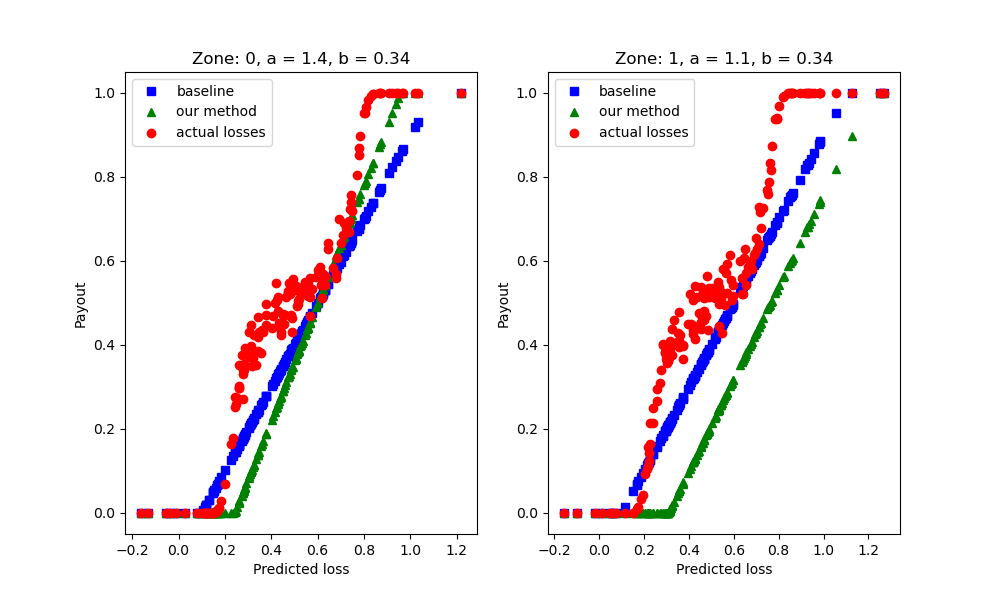 Zone: 0, a = 1.4, b = 0.34
baseline
our method
actual losses
Payout
1.0
0.8
0.6
0.4
0.2
0.0
−0.2 0.0 0.2 0.4 0.6 0.8 1.0 1.2
Predicted loss
Zone: 1, a = 1.1, b = 0.34
baseline
our method
actual losses
Payout
1.0
0.8
0.6
0.4
0.2
0.0
−0.2 0.0 0.2 0.4 0.6 0.8 1.0 1.2
Predicted loss